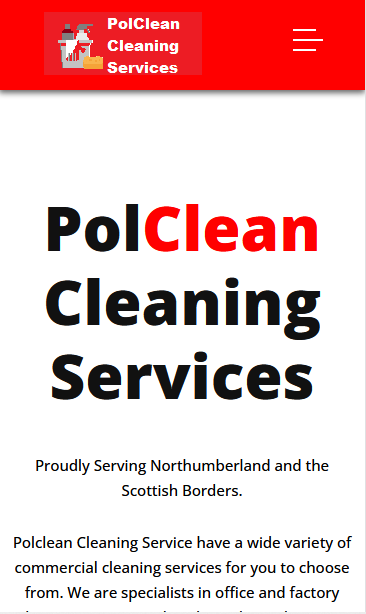 PolClean
Cleaning
Services
PolClean
Cleaning
Services
Proudly Serving Northumberland and the
Scottish Borders.
Polclean Cleaning Service have a wide variety of
commercial cleaning services for you to choose
from. We are specialists in office and factory